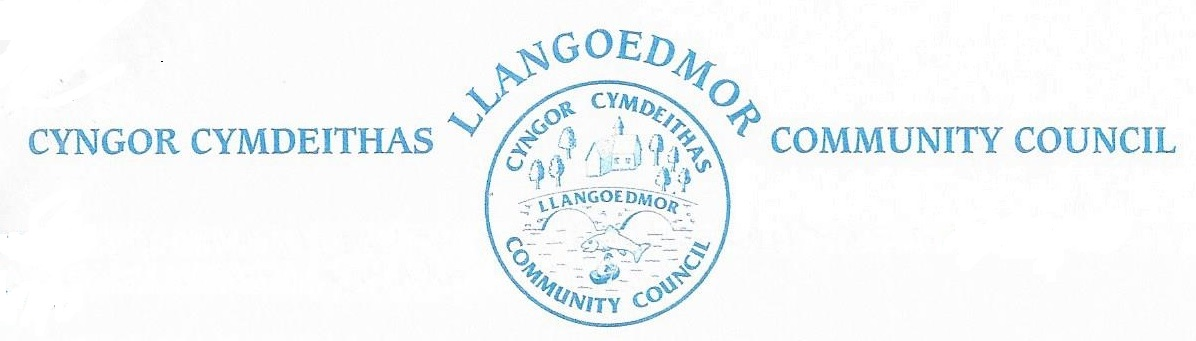 LLANGOEDMOR
CYNGOR CYMDEITHAS
COMMUNITY COUNCIL
CYNGOR CYMDEITHAS
LLANGOEDMOR
COMMUNITY COUNCIL